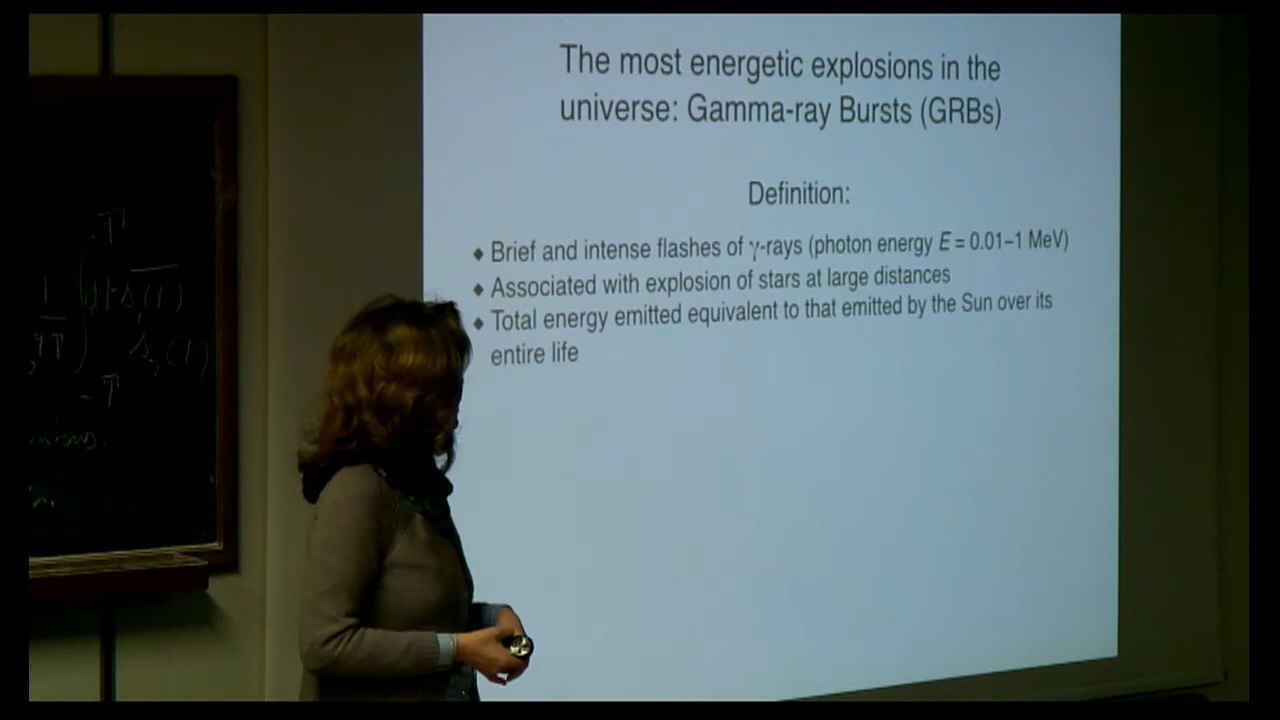 The most energetic explosions in the
universe: Gamma-ray Bursts (GRBs)
Definition:
◆ Brief and intense flashes of γ-rays (photon energy E = 0.01–1 MeV)
◆ Associated with explosion of stars at large distances
◆ Total energy emitted equivalent to that emitted by the Sun over its
entire life